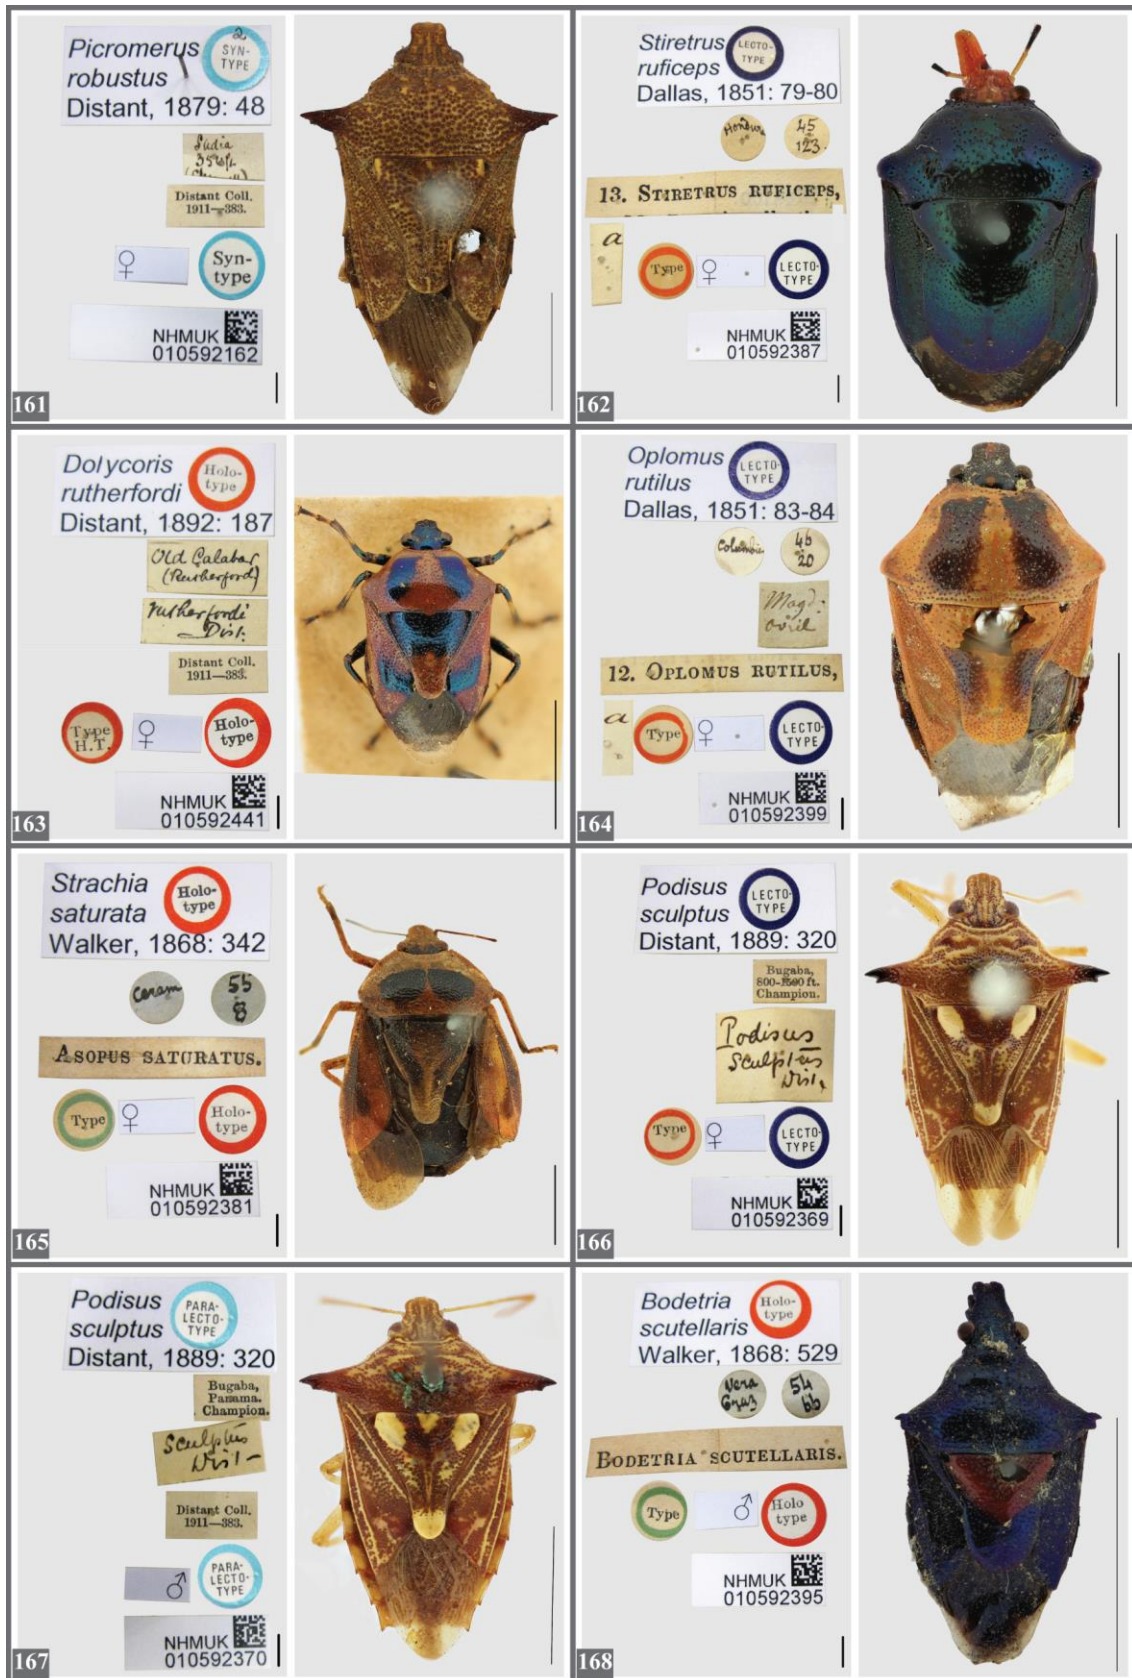 Picromerus
robustus
Distant, 1879: 48
2
SYN-
TYPE
India
Distant Coll.
1911—383.
♀
Syn-
type
NHMUK
010592162
161
Stiretrus
ruficeps
Dallas, 1851: 79-80
LECTO-
TYPE
45
123.
13. STIRETRUS RUFICEPS,
a
Type
♀
LECTO-
TYPE
NHMUK
010592387
162
Dolycoris
rutherfordi
Distant, 1892: 187
Holo-
type
Old Calabar
(Rutherford)
rutherfordi
Dist.
Distant Coll.
1911—383.
Type
H.T.
♀
Holo-
type
NHMUK
010592441
163
Oplomus
rutilus
Dallas, 1851: 83-84
LECTO-
TYPE
Columbia
46
20
Magd.
12. OPLOMUS RUTILUS,
a
Type
♀
LECTO-
TYPE
NHMUK
010592399
164
Strachia
saturata
Walker, 1868: 342
Holo-
type
Ceram
55
8
ASOPUS SATURATUS.
Type
♀
Holo-
type
NHMUK
010592381
165
Podisus
sculptus
Distant, 1889: 320
LECTO-
TYPE
Bugaba,
800-1500 ft.
Champion.
Podisus
sculptus
Dist.
Type
♀
LECTO-
TYPE
NHMUK
010592369
166
Podisus
sculptus
Distant, 1889: 320
PARA-
LECTO-
TYPE
Bugaba,
Panama.
Champion.
Sculptus
Dist-
Distant Coll.
1911—383.
♂
PARA-
LECTO-
TYPE
NHMUK
010592370
167
Bodetria
scutellaris
Walker, 1868: 529
Holo-
type
Vera
Cruz
54
66
BODETRIA SCUTELLARIS.
Type
♂
Holo
type
NHMUK
010592395
168